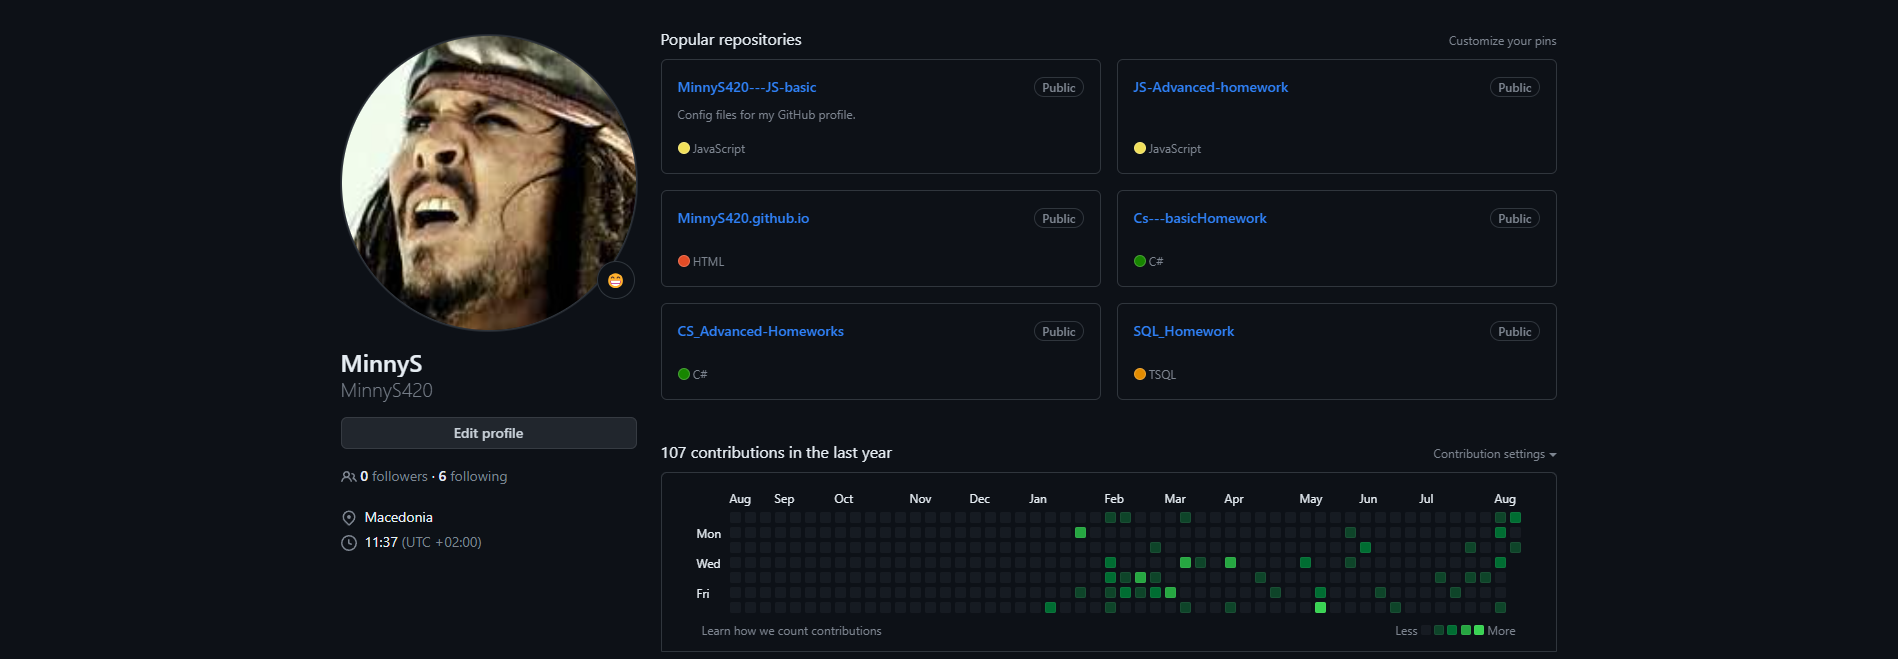 MinnyS
MinnyS420
Edit profile
0 followers · 6 following
Macedonia
11:37 (UTC +02:00)
Popular repositories
Customize your pins
MinnyS420---JS-basic
Public
Config files for my GitHub profile.
JavaScript
JS-Advanced-homework
Public
JavaScript
MinnyS420.github.io
Public
HTML
Cs---basicHomework
Public
C#
CS_Advanced-Homeworks
Public
C#
SQL_Homework
Public
TSQL
107 contributions in the last year
Contribution settings
Aug Sep Oct Nov Dec Jan Feb Mar Apr May Jun Jul Aug
Mon
Wed
Fri
Learn how we count contributions
Less More